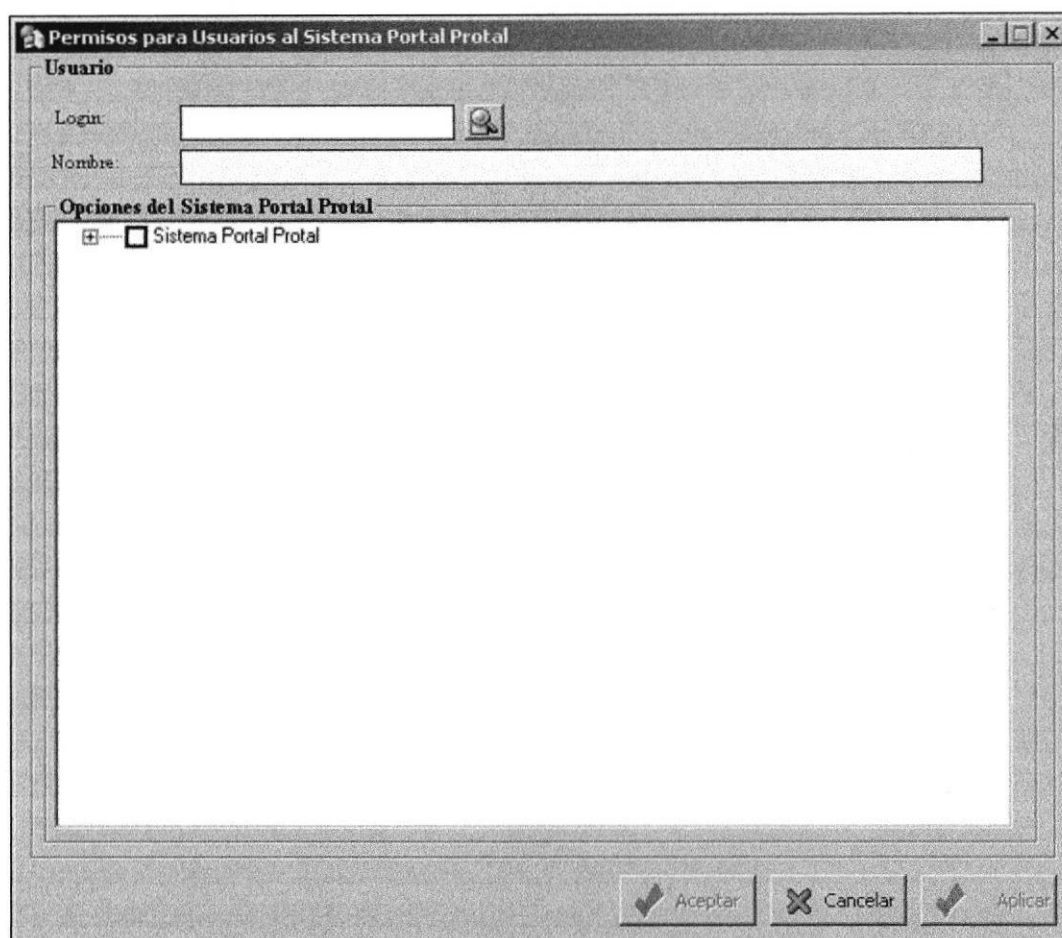 Permisos para Usuarios al Sistema Portal Protal
Usuario
Login:
Nombre:
Opciones del Sistema Portal Protal
Sistema Portal Protal
Aceptar
Cancelar
Aplicar